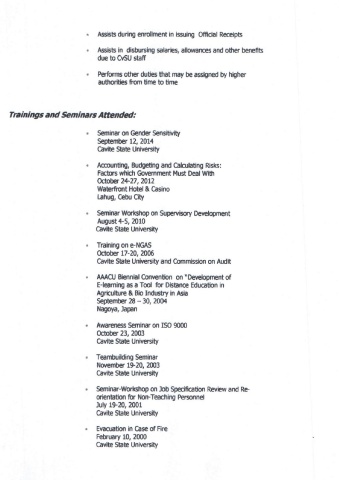 Assists during enrollment in issuing Official Receipts
Assists in disbursing salaries, allowances and other benefits
due to CvSU staff
Performs other duties that may be assigned by higher
authorities from time to time
Trainings and Seminars Attended:
Seminar on Gender Sensitivity
September 12, 2014
Cavite State University
Accounting, Budgeting and Calculating Risks:
Factors which Government Must Deal With
October 24-27, 2012
Waterfront Hotel & Casino
Lahug, Cebu City
Seminar Workshop on Supervisory Development
August 4-5, 2010
Cavite State University
Training on e-NGAS
October 17-20, 2006
Cavite State University and Commission on Audit
AAACU Biennial Convention on "Development of
E-learning as a Tool for Distance Education in
Agriculture & Bio Industry in Asia
September 28 – 30, 2004
Nagoya, Japan
Awareness Seminar on ISO 9000
October 23, 2003
Cavite State University
Teambuilding Seminar
November 19-20, 2003
Cavite State University
Seminar-Workshop on Job Specification Review and Re-
orientation for Non-Teaching Personnel
July 19-20, 2001
Cavite State University
Evacuation in Case of Fire
February 10, 2000
Cavite State University